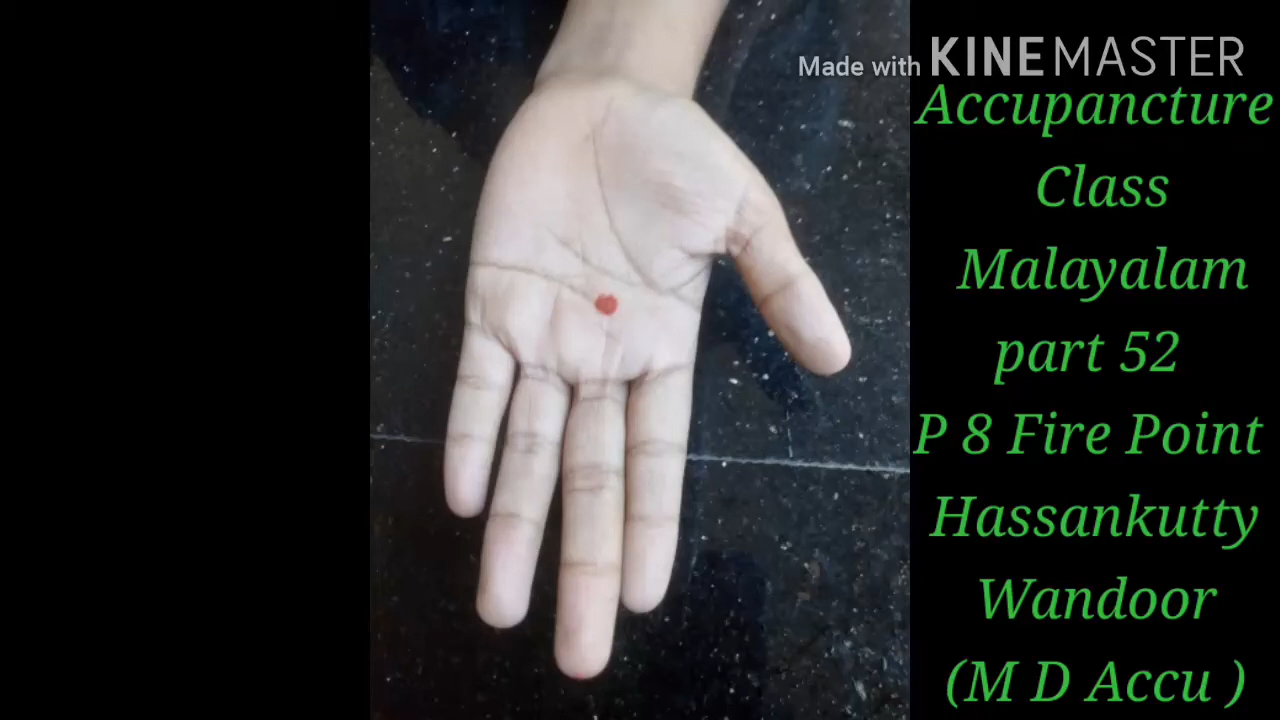 Made with KINEMASTER
Accupancture
Class
Malayalam
part 52
P 8 Fire Point
Hassankutty
Wandoor
(M D Accu )